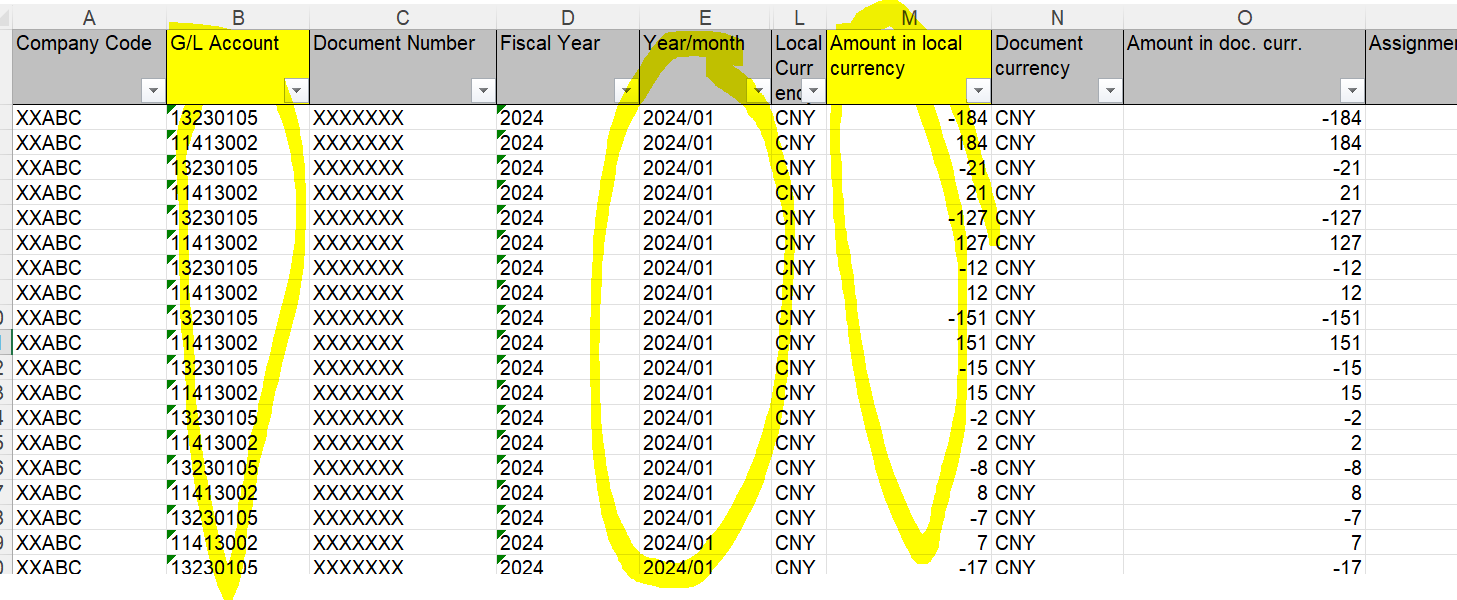 A B C D E L M N O
Company Code G/L Account Document Number Fiscal Year Year/month Local Curr ency Amount in local currency Document currency Amount in doc. curr.
XXABC 13230105 XXXXXXX 2024 2024/01 CNY -184 CNY -184
XXABC 11413002 XXXXXXX 2024 2024/01 CNY 184 CNY 184
XXABC 13230105 XXXXXXX 2024 2024/01 CNY -21 CNY -21
XXABC 11413002 XXXXXXX 2024 2024/01 CNY 21 CNY 21
XXABC 13230105 XXXXXXX 2024 2024/01 CNY -127 CNY -127
XXABC 11413002 XXXXXXX 2024 2024/01 CNY 127 CNY 127
XXABC 13230105 XXXXXXX 2024 2024/01 CNY -12 CNY -12
XXABC 11413002 XXXXXXX 2024 2024/01 CNY 12 CNY 12
XXABC 13230105 XXXXXXX 2024 2024/01 CNY -151 CNY -151
XXABC 11413002 XXXXXXX 2024 2024/01 CNY 151 CNY 151
XXABC 13230105 XXXXXXX 2024 2024/01 CNY -15 CNY -15
XXABC 11413002 XXXXXXX 2024 2024/01 CNY 15 CNY 15
XXABC 13230105 XXXXXXX 2024 2024/01 CNY -2 CNY -2
XXABC 11413002 XXXXXXX 2024 2024/01 CNY 2 CNY 2
XXABC 13230105 XXXXXXX 2024 2024/01 CNY -8 CNY -8
XXABC 11413002 XXXXXXX 2024 2024/01 CNY 8 CNY 8
XXABC 13230105 XXXXXXX 2024 2024/01 CNY -7 CNY -7
XXABC 11413002 XXXXXXX 2024 2024/01 CNY 7 CNY 7
XXABC 13230105 XXXXXXX 2024 2024/01 CNY -17 CNY -17